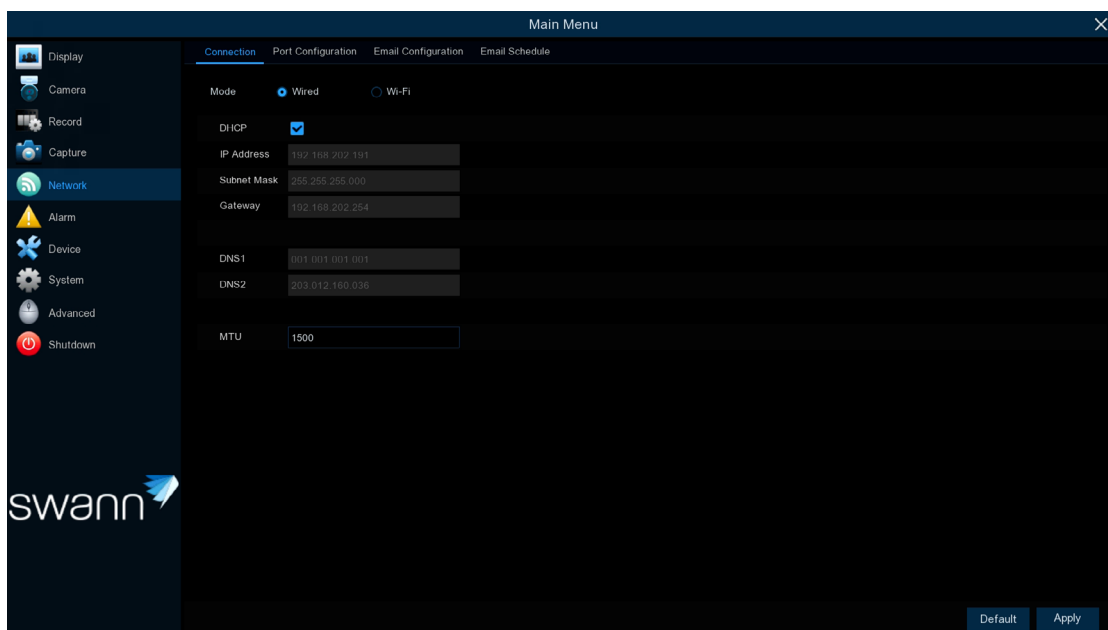 Main Menu
Display
Camera
Record
Capture
Network
Alarm
Device
System
Advanced
Shutdown
swann
Connection Port Configuration Email Configuration Email Schedule
Mode Wired Wi-Fi
DHCP
IP Address 192.168.202.191
Subnet Mask 255.255.255.000
Gateway 192.168.202.254
DNS1 001.001.001.001
DNS2 203.012.160.036
MTU 1500
Default Apply